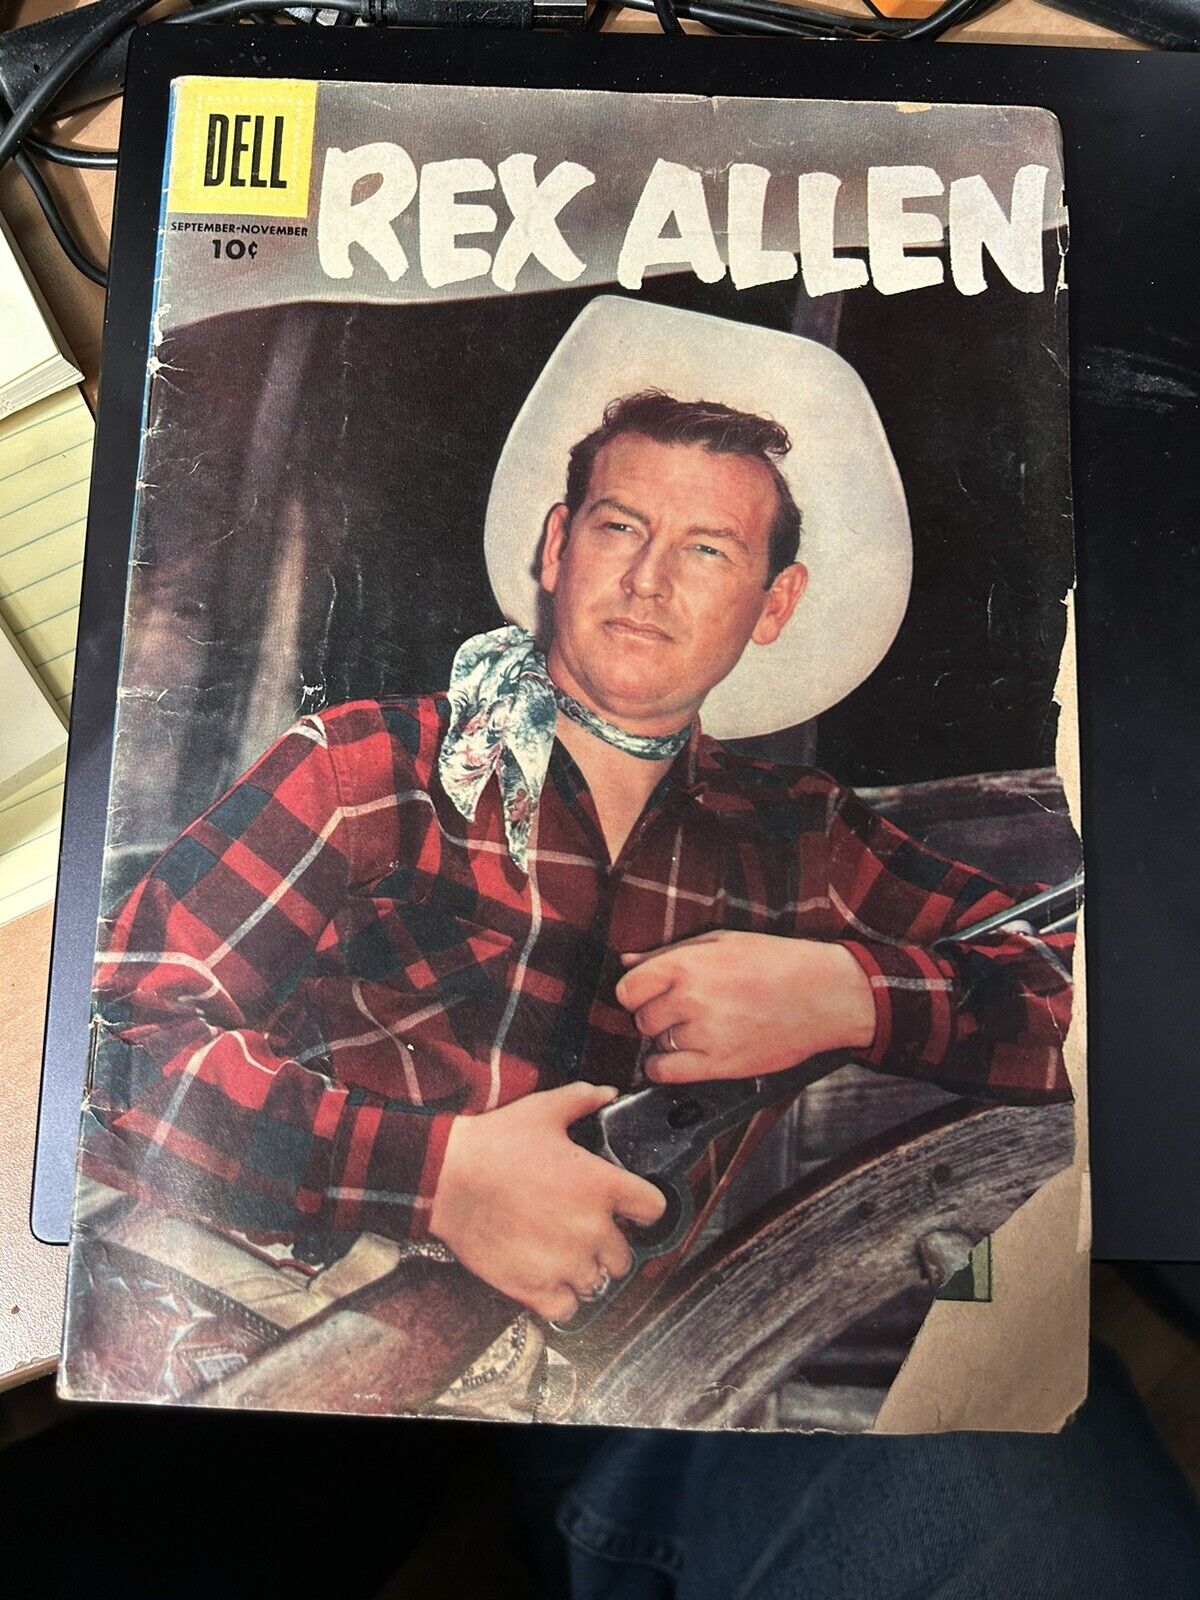 DELL
REX ALLEN
SEPTEMBER-NOVEMBER
10¢